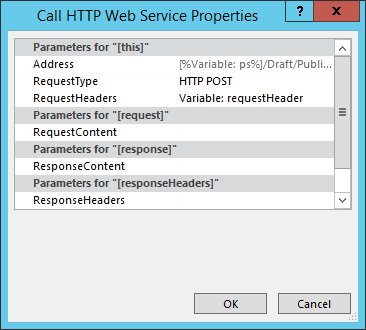 Call HTTP Web Service Properties
? X
Parameters for "[this]"
Address [%Variable: ps%]/Draft/Publi...
RequestType HTTP POST
RequestHeaders Variable: requestHeader
Parameters for "[request]"
RequestContent
Parameters for "[response]"
ResponseContent
Parameters for "[responseHeaders]"
ResponseHeaders
OK Cancel